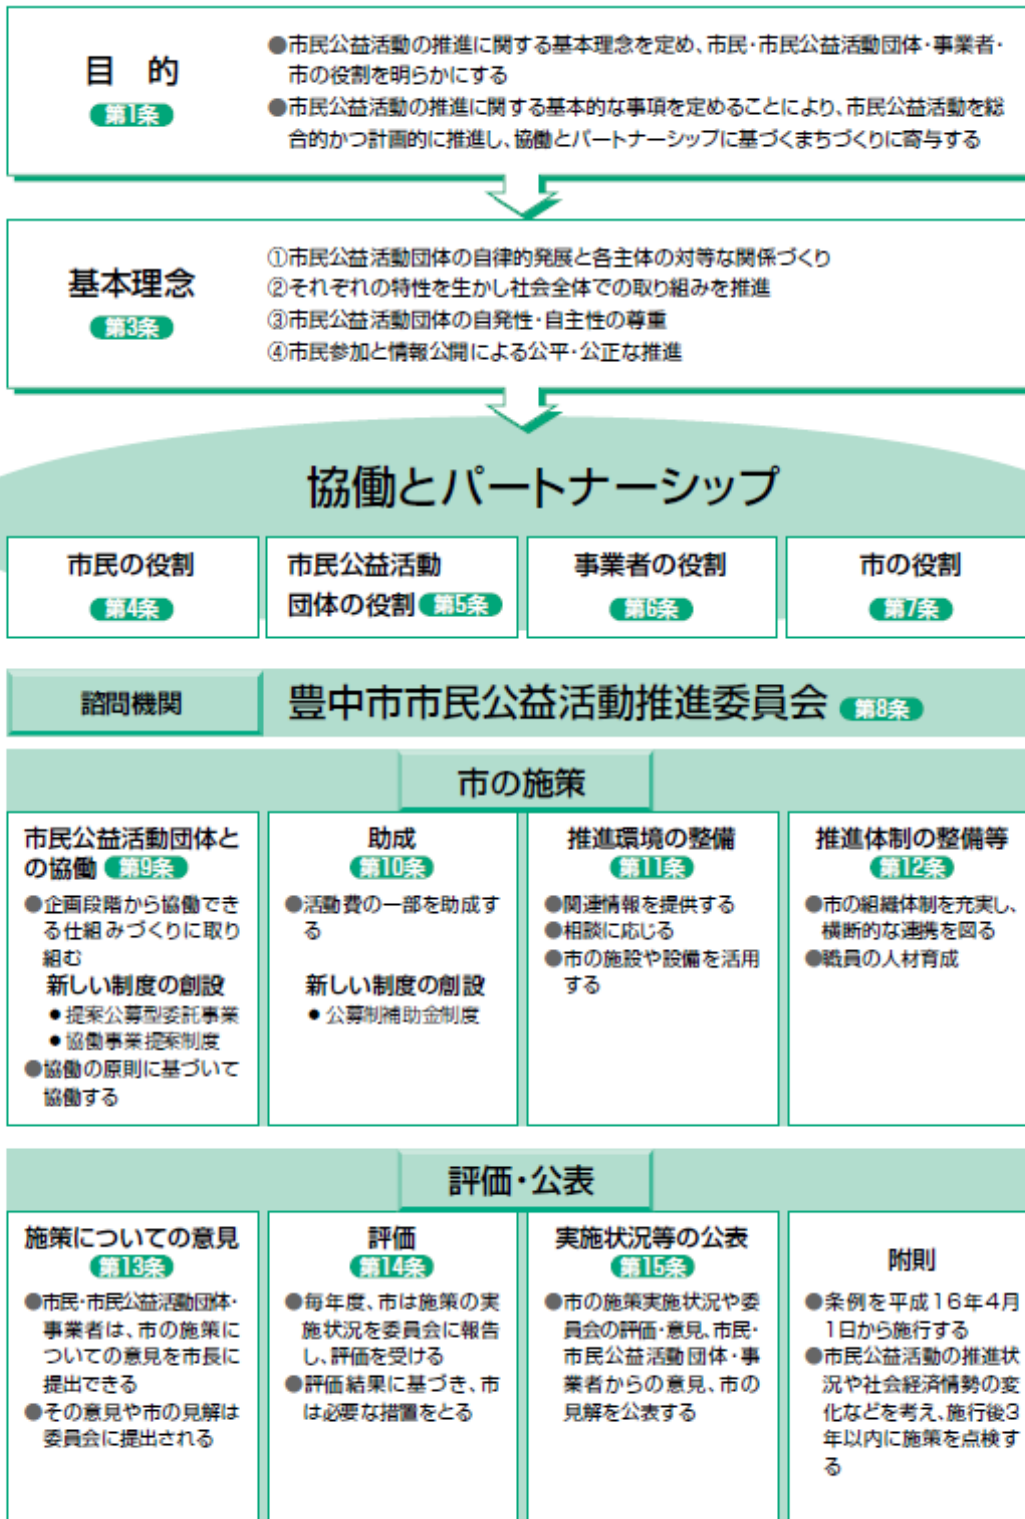 目 的
第1条
●市民公益活動の推進に関する基本理念を定め、市民・市民公益活動団体・事業者・
市の役割を明らかにする
●市民公益活動の推進に関する基本的な事項を定めることにより、市民公益活動を総
合的かつ計画的に推進し、協働とパートナーシップに基づくまちづくりに寄与する
基本理念
第3条
①市民公益活動団体の自律的発展と各主体の対等な関係づくり
②それぞれの特性を生かし社会全体での取り組みを推進
③市民公益活動団体の自発性・自主性の尊重
④市民参加と情報公開による公平・公正な推進
協働とパートナーシップ
市民の役割
第4条
市民公益活動
団体の役割 第5条
事業者の役割
第6条
市の役割
第7条
諮問機関
豊中市市民公益活動推進委員会 第8条
市の施策
市民公益活動団体と
の協働 第9条
●企画段階から協働でき
る仕組みづくりに取り
組む
新しい制度の創設
●提案公募型委託事業
●協働事業提案制度
●協働の原則に基づいて
協働する
助成
第10条
●活動費の一部を助成す
る
新しい制度の創設
●公募制補助金制度
推進環境の整備
第11条
●関連情報を提供する
●相談に応じる
●市の施設や設備を活用
する
推進体制の整備等
第12条
●市の組織体制を充実し、
横断的な連携を図る
●職員の人材育成
評価・公表
施策についての意見
第13条
●市民・市民公益活動団体・
事業者は、市の施策に
ついての意見を市長に
提出できる
●その意見や市の見解は
委員会に提出される
評価
第14条
●毎年度、市は施策の実
施状況を委員会に報告
し、評価を受ける
●評価結果に基づき、市
は必要な措置をとる
実施状況等の公表
第15条
●市の施策実施状況や委
員会の評価・意見、市民・
市民公益活動団体・事
業者からの意見、市の
見解を公表する
附則
●条例を平成16年4月
1日から施行する
●市民公益活動の推進状
況や社会経済情勢の変
化などを考え、施行後3
年以内に施策を点検す
る